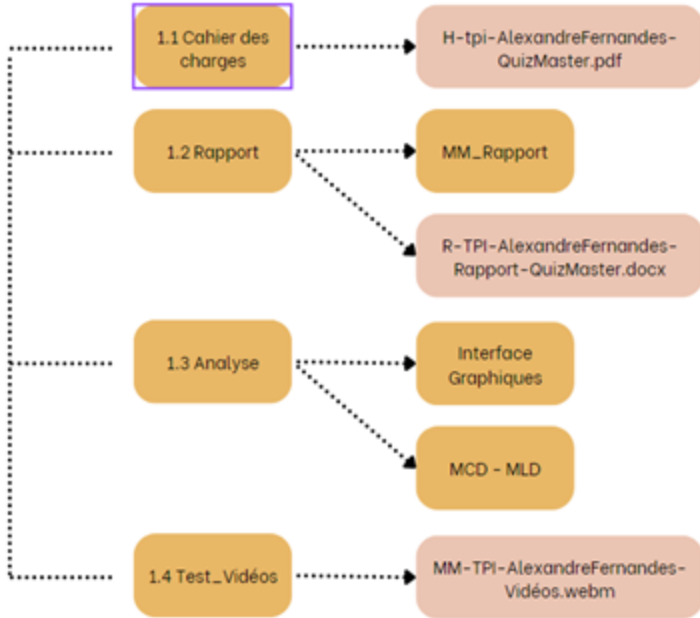 1.1 Cahier des
charges
H-tpi-AlexandreFernandes-
QuizMaster.pdf
1.2 Rapport
MM_Rapport
R-TPI-AlexandreFernandes-
Rapport-QuizMaster.docx
1.3 Analyse
Interface
Graphiques
MCD - MLD
1.4 Test_Vidéos
MM-TPI-AlexandreFernandes-
Vidéos.webm